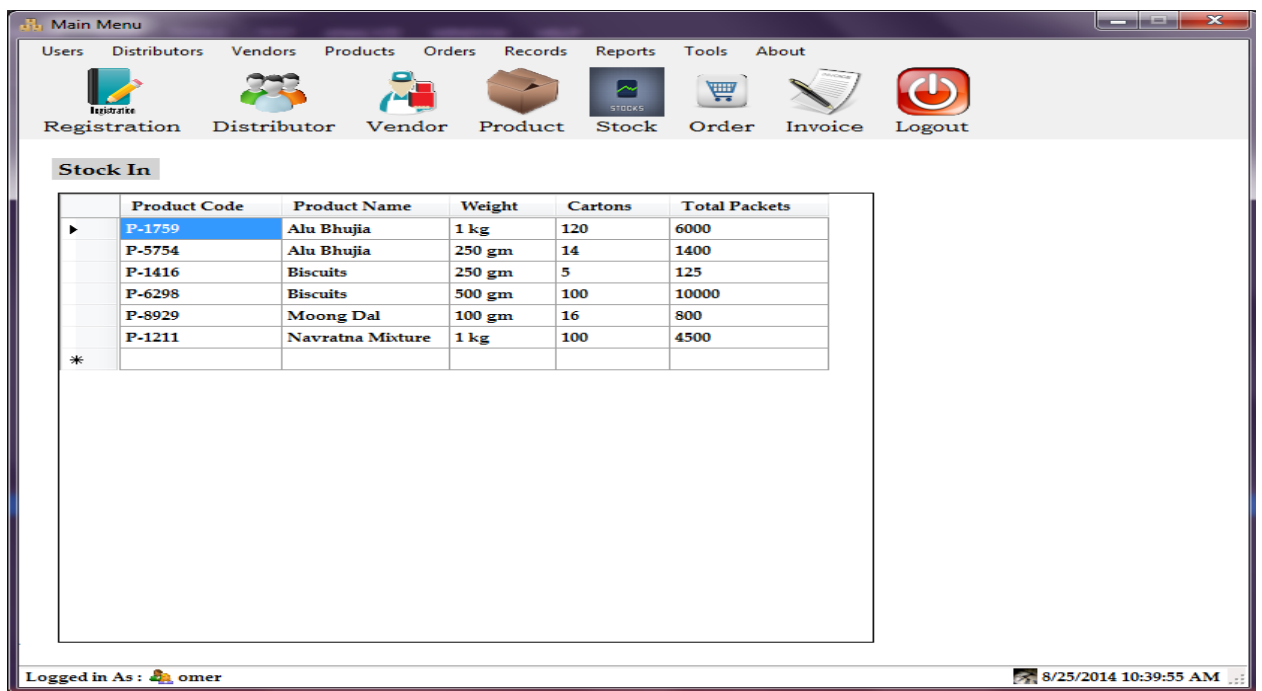 Main Menu
Users Distributors Vendors Products Orders Records Reports Tools About
Registration STOCKS INVOICE
Registration Distributor Vendor Product Stock Order Invoice Logout
Stock In
Product Code Product Name Weight Cartons Total Packets
P-1759 Alu Bhujia 1 kg 120 6000
P-5754 Alu Bhujia 250 gm 14 1400
P-1416 Biscuits 250 gm 5 125
P-6298 Biscuits 500 gm 100 10000
P-8929 Moong Dal 100 gm 16 800
P-1211 Navratna Mixture 1 kg 100 4500
Logged in As : omer 8/25/2014 10:39:55 AM